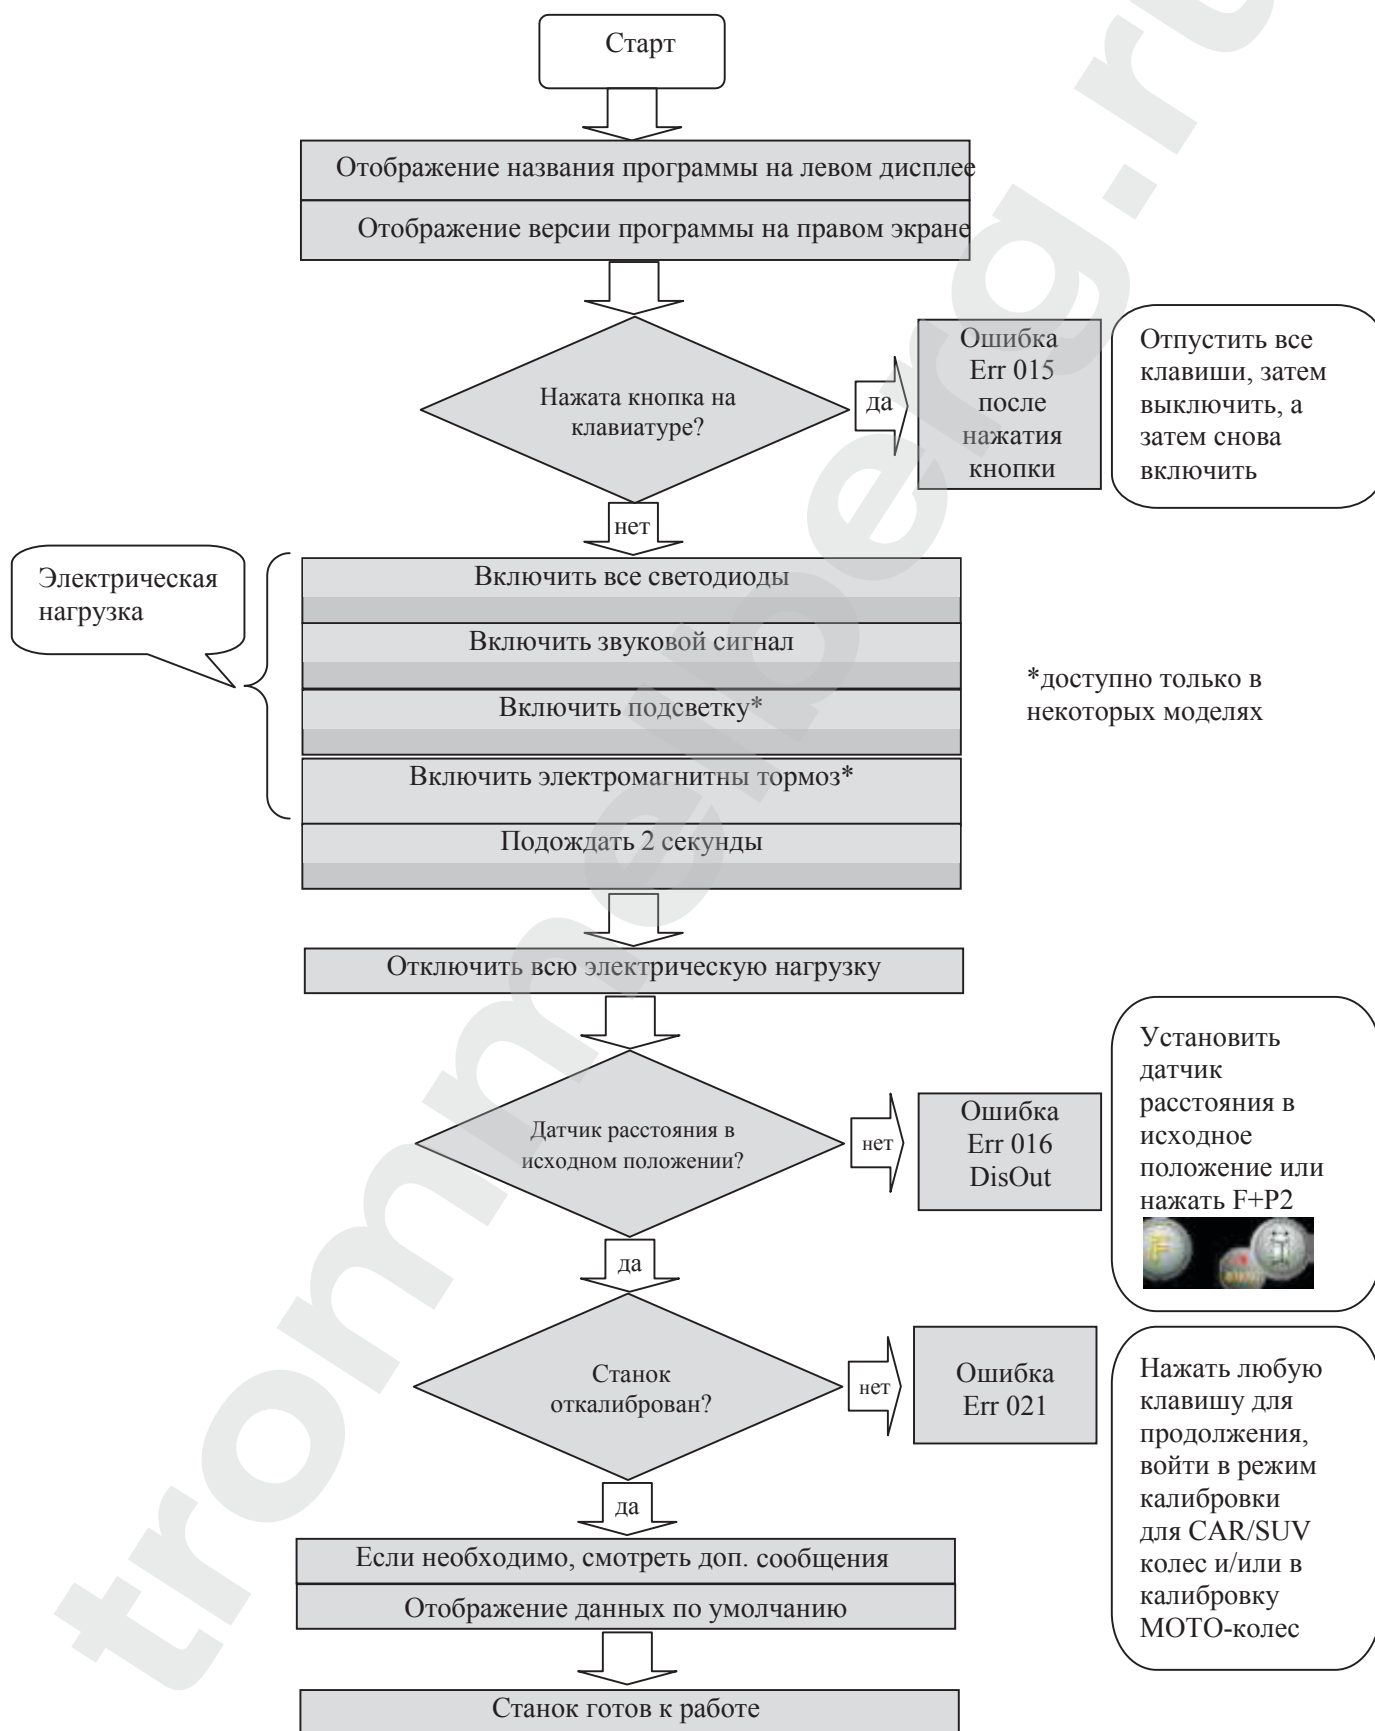 Старт
Отображение названия программы на левом дисплее
Отображение версии программы на правом экране
Нажата кнопка на
клавиатуре?
да
Ошибка
Err 015
после
нажатия
кнопки
Отпустить все
клавиши, затем
выключить, а
затем снова
включить
нет
Электрическая
нагрузка
Включить все светодиоды
Включить звуковой сигнал
Включить подсветку*
Включить электромагнитны тормоз*
Подождать 2 секунды
*доступно только в
некоторых моделях
Отключить всю электрическую нагрузку
Датчик расстояния в
исходном положении?
нет
Ошибка
Err 016
DisOut
Установить
датчик
расстояния в
исходное
положение или
нажать F+P2
F
да
Станок
откалиброван?
нет
Ошибка
Err 021
Нажать любую
клавишу для
продолжения,
войти в режим
калибровки
для CAR/SUV
колес и/или в
калибровку
МОТО-колес
да
Если необходимо, смотреть доп. сообщения
Отображение данных по умолчанию
Станок готов к работе
trommelberg.ru